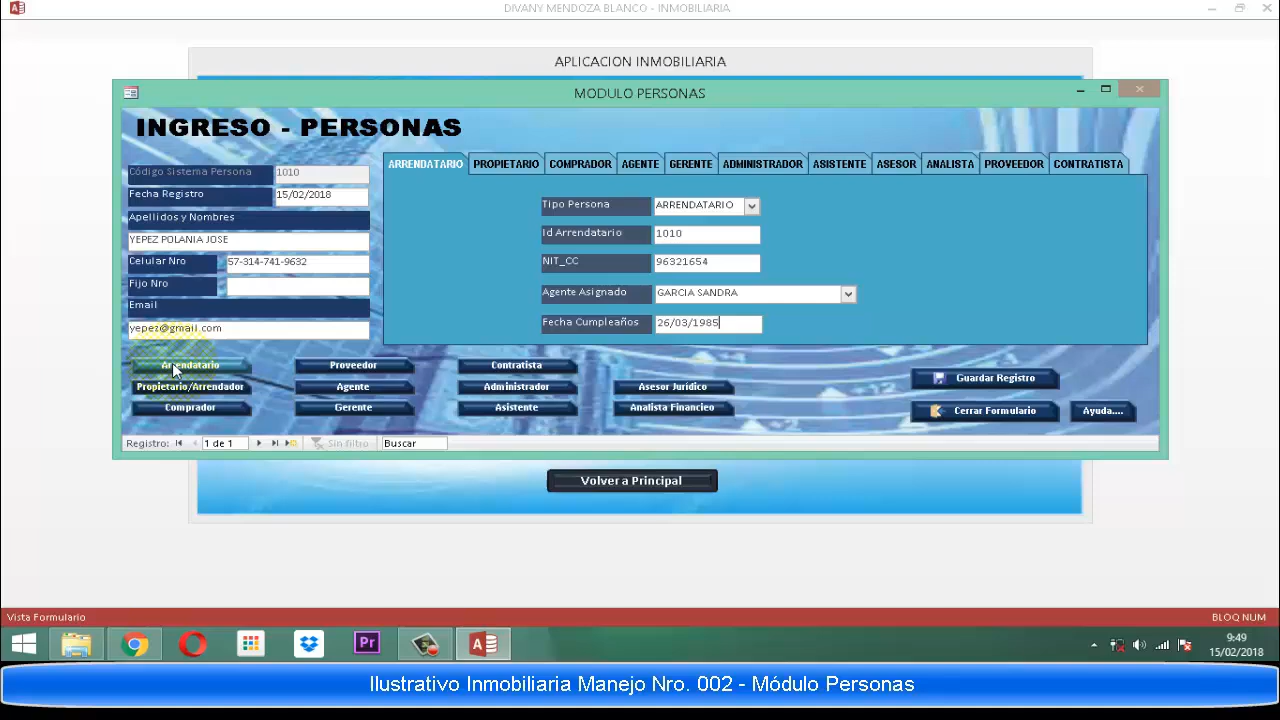 DIVANY MENDOZA BLANCO - INMOBILIARIA
APLICACION INMOBILIARIA
MODULO PERSONAS
INGRESO - PERSONAS
ARRENDATARIO PROPIETARIO COMPRADOR AGENTE GERENTE ADMINISTRADOR ASISTENTE ASESOR ANALISTA PROVEEDOR CONTRATISTA
Código Sistema Persona 1010
Fecha Registro 15/02/2018
Apellidos y Nombres
YEPEZ POLANIA JOSE
Celular Nro 57-314-741-9632
Fijo Nro
Email
yepez@gmail.com
Tipo Persona ARRENDATARIO
Id Arrendatario 1010
NIT_CC 96321654
Agente Asignado GARCIA SANDRA
Fecha Cumpleaños 26/03/1985
Arrendatario Proveedor Contratista
Propietario/Arrendador Agente Administrador Asesor Jurídico
Comprador Gerente Asistente Analista Financieo
Guardar Registro
Cerrar Formulario Ayuda....
Registro: 1 de 1 Sin filtro Buscar
Volver a Principal
Vista Formulario BLOQ NUM
Pr
9:49
15/02/2018
Ilustrativo Inmobiliaria Manejo Nro. 002 - Módulo Personas